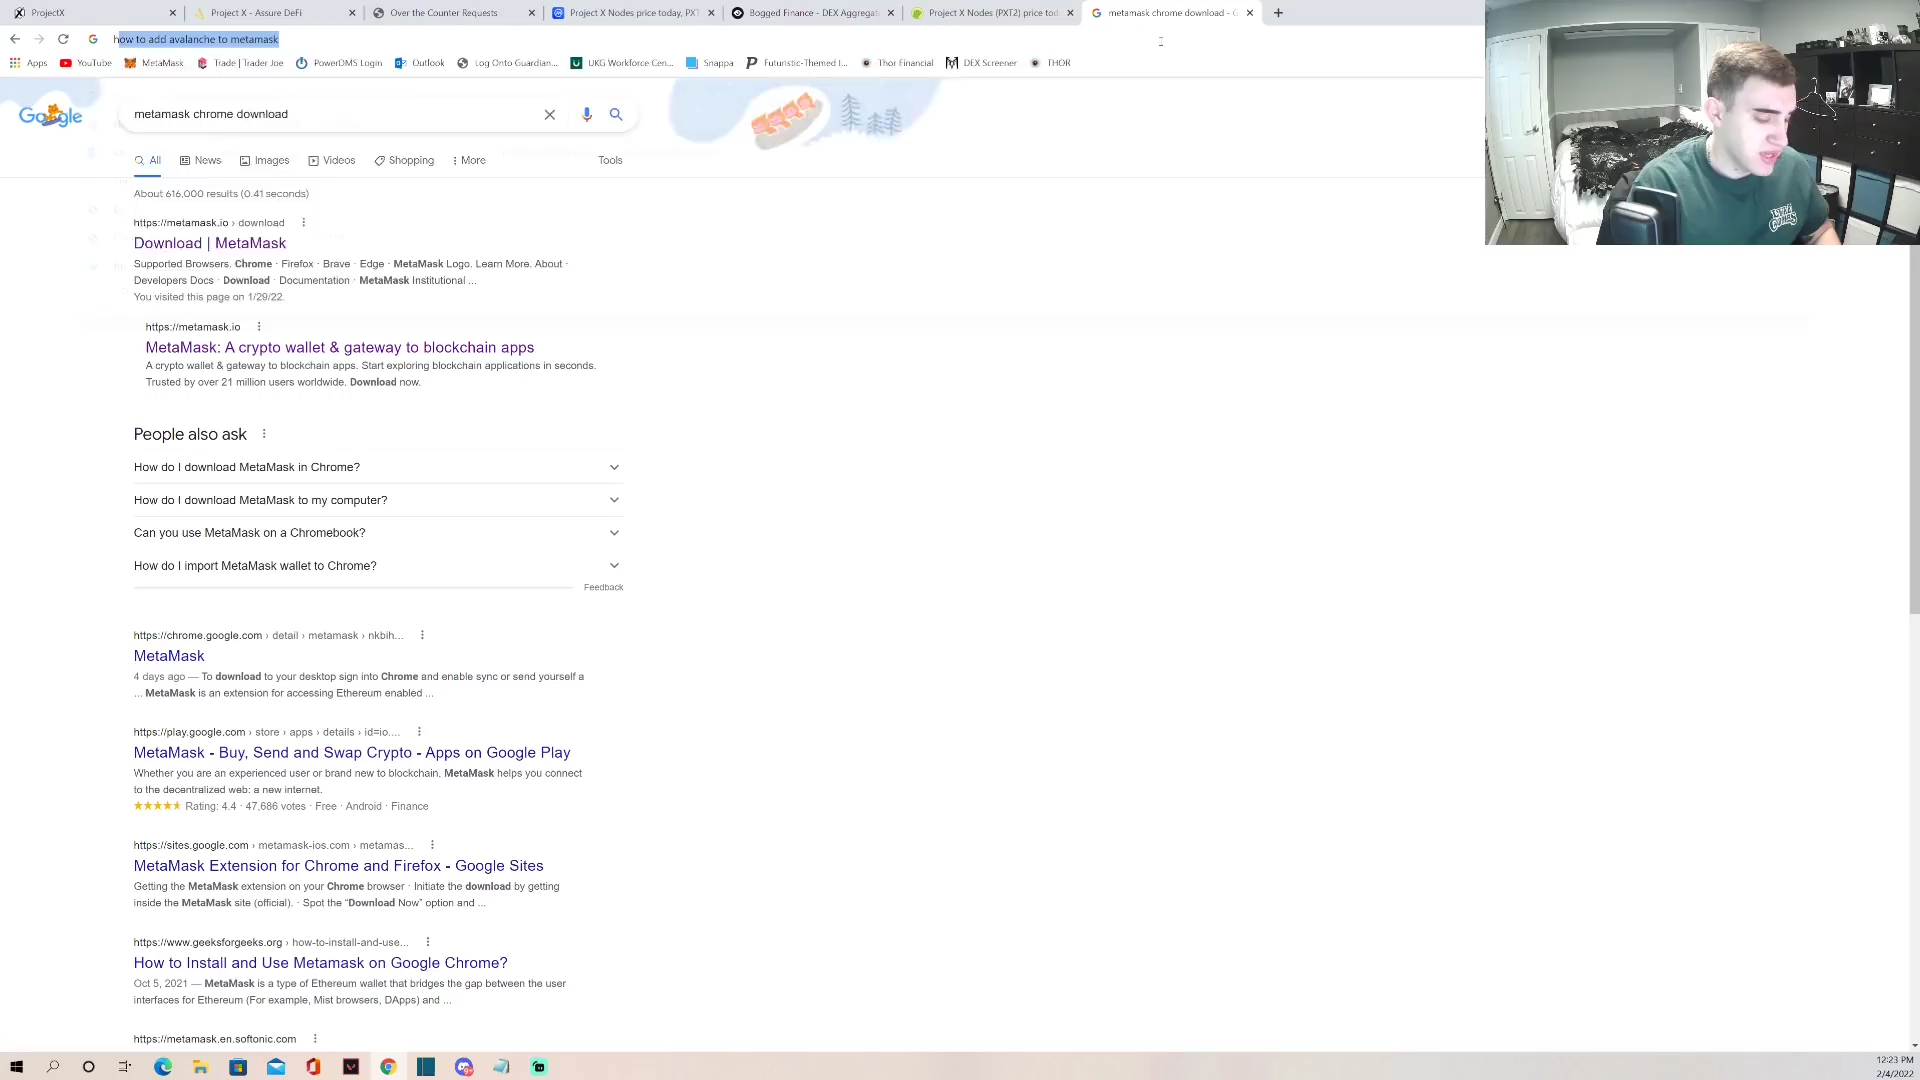 ProjectX
Project X - Assure DeFi
Over the Counter Requests
Project X Nodes price today, PXT
Bogged Finance - DEX Aggregat
Project X Nodes (PXT2) price tod
metamask chrome download - G
how to add avalanche to metamask
Apps
YouTube
MetaMask
Trade | Trader Joe
PowerDMS Login
Outlook
Log Onto Guardian...
UKG Workforce Cen...
Snappa
Futuristic-Themed I...
Thor Financial
DEX Screener
THOR
Google
metamask chrome download
All
News
Images
Videos
Shopping
More
Tools
About 616,000 results (0.41 seconds)
https://metamask.io › download
Download | MetaMask
Supported Browsers. Chrome · Firefox · Brave · Edge · MetaMask Logo. Learn More. About ·
Developers Docs · Download · Documentation · MetaMask Institutional ...
You visited this page on 1/29/22.
https://metamask.io
MetaMask: A crypto wallet & gateway to blockchain apps
A crypto wallet & gateway to blockchain apps. Start exploring blockchain applications in seconds.
Trusted by over 21 million users worldwide. Download now.
People also ask
How do I download MetaMask in Chrome?
How do I download MetaMask to my computer?
Can you use MetaMask on a Chromebook?
How do I import MetaMask wallet to Chrome?
Feedback
https://chrome.google.com › detail › metamask › nkbih...
MetaMask
4 days ago — To download to your desktop sign into Chrome and enable sync or send yourself a
... MetaMask is an extension for accessing Ethereum enabled ...
https://play.google.com › store › apps › details › id=io....
MetaMask - Buy, Send and Swap Crypto - Apps on Google Play
Whether you are an experienced user or brand new to blockchain, MetaMask helps you connect
to the decentralized web: a new internet.
Rating: 4.4 · 47,686 votes · Free · Android · Finance
https://sites.google.com › metamask-ios.com › metamas...
MetaMask Extension for Chrome and Firefox - Google Sites
Getting the MetaMask extension on your Chrome browser · Initiate the download by getting
inside the MetaMask site (official). · Spot the “Download Now” option and ...
https://www.geeksforgeeks.org › how-to-install-and-use...
How to Install and Use Metamask on Google Chrome?
Oct 5, 2021 — MetaMask is a type of Ethereum wallet that bridges the gap between the user
interfaces for Ethereum (For example, Mist browsers, DApps) and ...
https://metamask.en.softonic.com
12:23 PM
2/4/2022